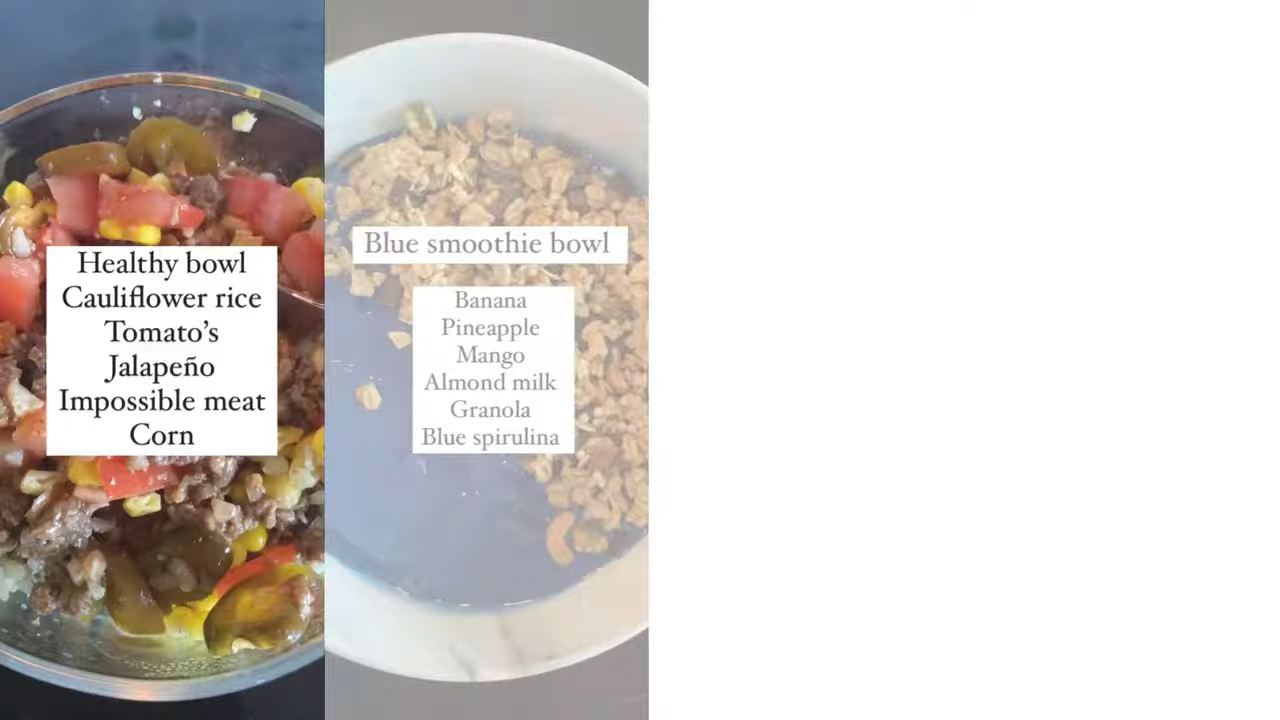 Healthy bowl
Cauliflower rice
Tomato’s
Jalapeño
Impossible meat
Corn
Blue smoothie bowl
Banana
Pineapple
Mango
Almond milk
Granola
Blue spirulina